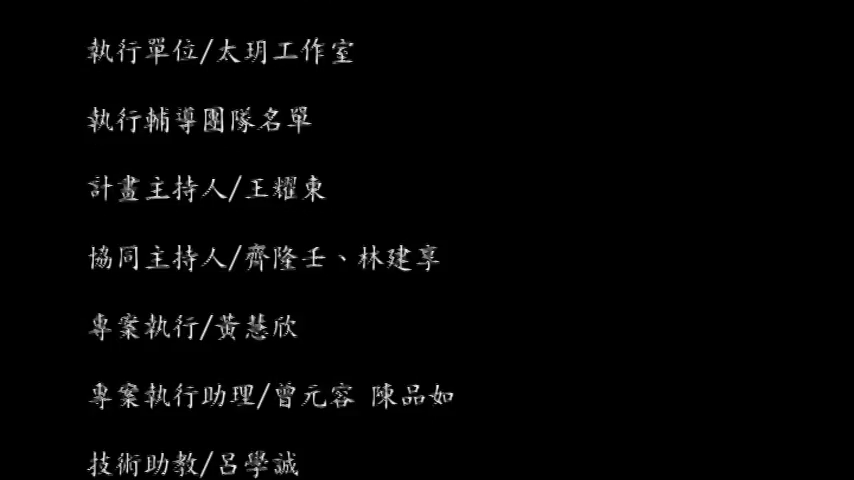 執行單位/太玥工作室
執行輔導團隊名單
計畫主持人/王耀東
協同主持人/齊隆壬、林建享
專案執行/黃慧欣
專案執行助理/曾元容 陳品如
技術助教/呂學誠